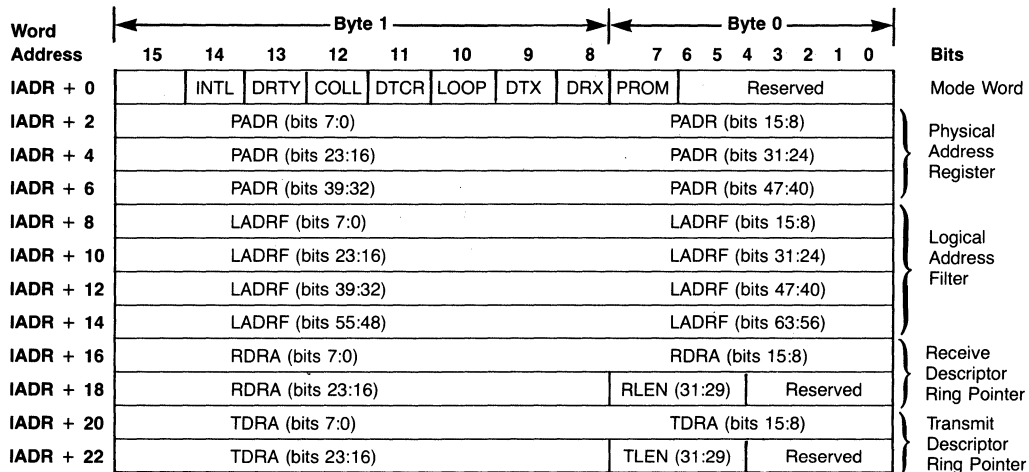 Word
Address
Byte 1 Byte 0
15 14 13 12 11 10 9 8 7 6 5 4 3 2 1 0 Bits
IADR + 0 INTL DRTY COLL DTCR LOOP DTX DRX PROM Reserved Mode Word
IADR + 2 PADR (bits 7:0) PADR (bits 15:8)
IADR + 4 PADR (bits 23:16) PADR (bits 31:24)
IADR + 6 PADR (bits 39:32) PADR (bits 47:40)
Physical
Address
Register
IADR + 8 LADRF (bits 7:0) LADRF (bits 15:8)
IADR + 10 LADRF (bits 23:16) LADRF (bits 31:24)
IADR + 12 LADRF (bits 39:32) LADRF (bits 47:40)
IADR + 14 LADRF (bits 55:48) LADRF (bits 63:56)
Logical
Address
Filter
IADR + 16 RDRA (bits 7:0) RDRA (bits 15:8)
IADR + 18 RDRA (bits 23:16) RLEN (31:29) Reserved
Receive
Descriptor
Ring Pointer
IADR + 20 TDRA (bits 7:0) TDRA (bits 15:8)
IADR + 22 TDRA (bits 23:16) TLEN (31:29) Reserved
Transmit
Descriptor
Ring Pointer